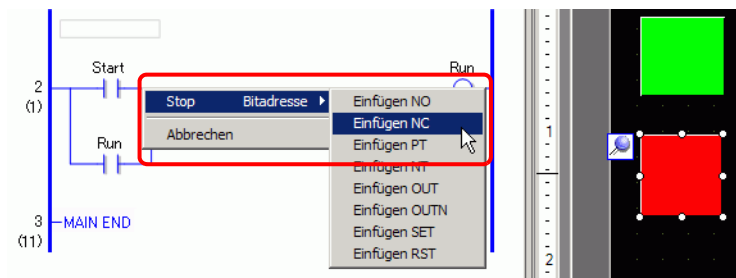 Start
Run
2
(1)
Stop Bitadresse
Abbrechen
Einfügen NO
Einfügen NC
Einfügen PT
Einfügen NT
Einfügen OUT
Einfügen OUTN
Einfügen SET
Einfügen RST
Run
3
(11)
MAIN END
1
2